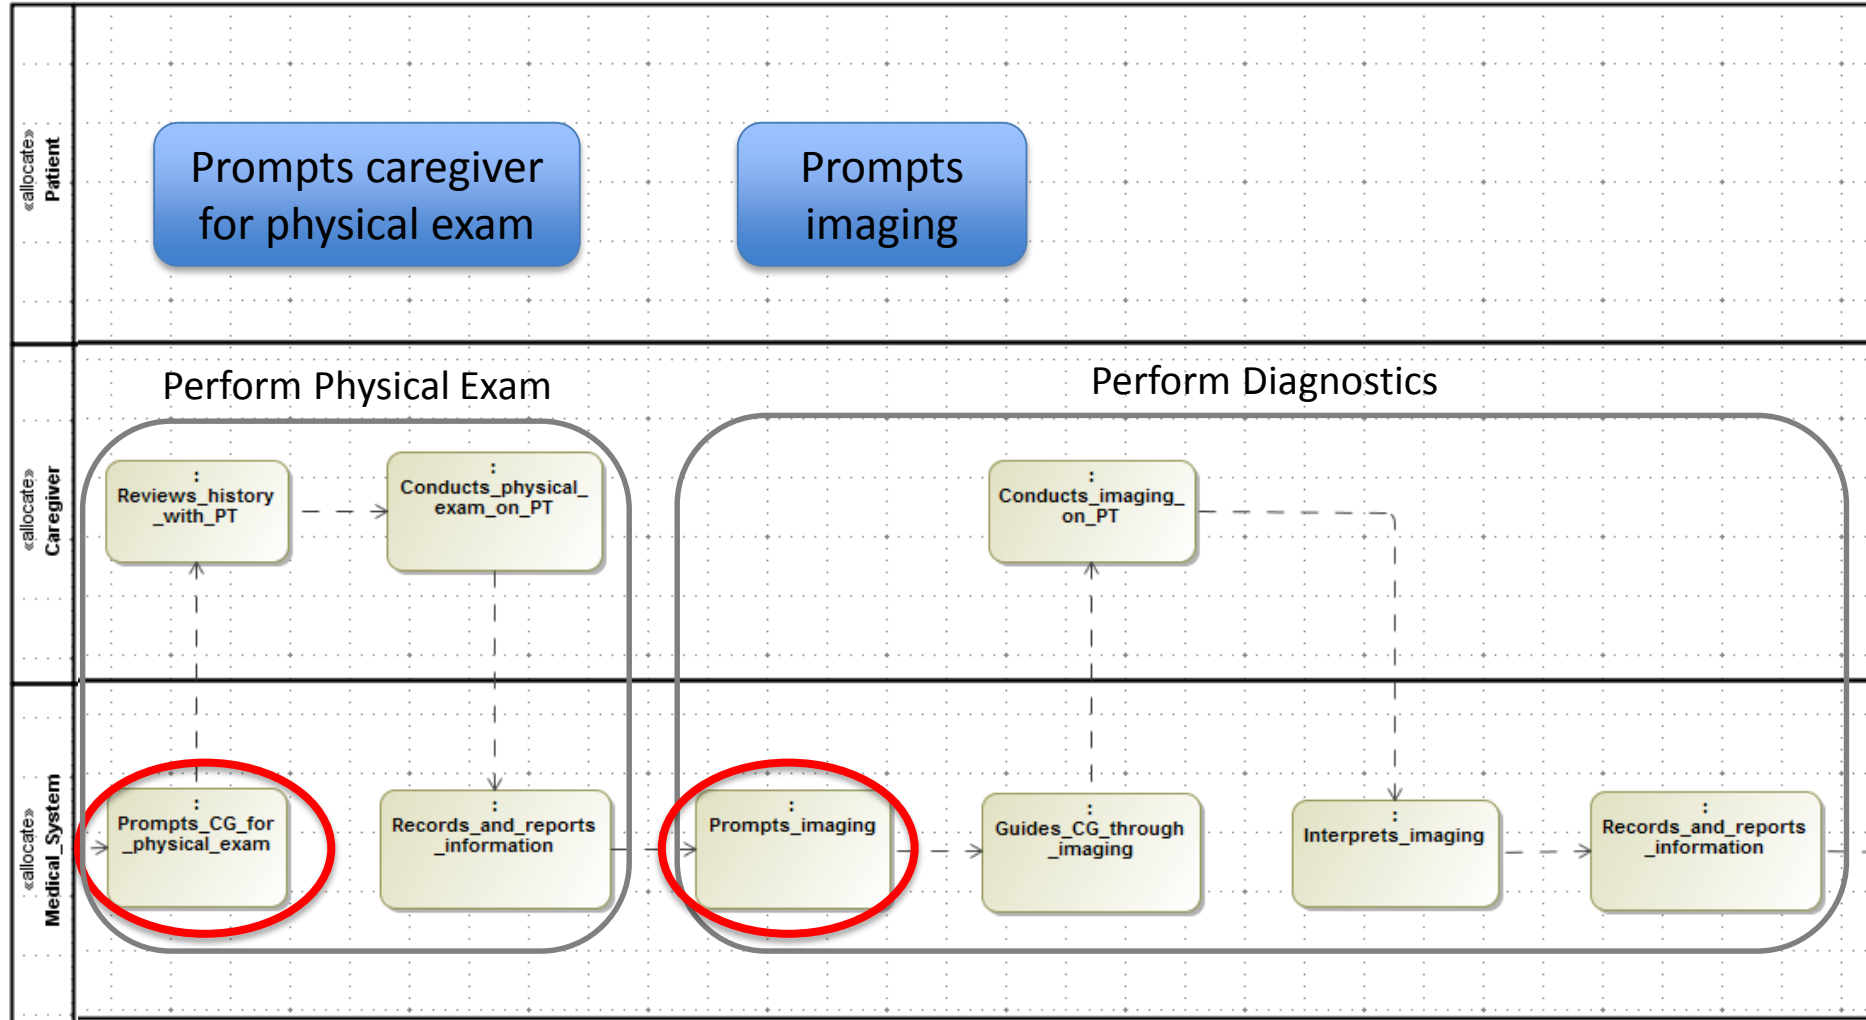 «allocate»
Patient
Prompts caregiver
for physical exam
Prompts
imaging
«allocate»
Caregiver
Perform Physical Exam
Perform Diagnostics
:
Reviews_history
_with_PT
:
Conducts_physical_
exam_on_PT
:
Conducts_imaging_
on_PT
«allocate»
Medical_System
:
Prompts_CG_for
_physical_exam
:
Records_and_reports
_information
:
Prompts_imaging
:
Guides_CG_through
_imaging
:
Interprets_imaging
:
Records_and_reports
_information